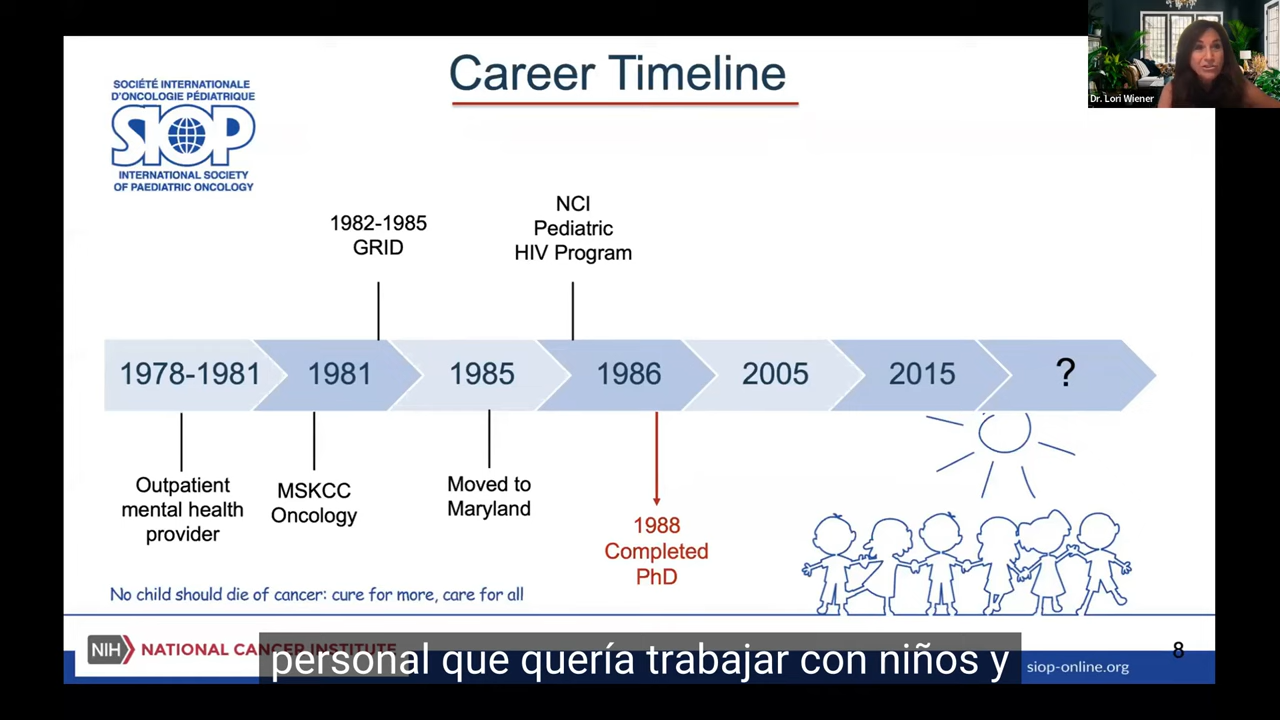 Career Timeline
Dr. Lori Wiener
SOCIÉTÉ INTERNATIONALE
D'ONCOLOGIE PÉDIATRIQUE
SIOP
INTERNATIONAL SOCIETY
OF PAEDIATRIC ONCOLOGY
1982-1985
GRID
NCI
Pediatric
HIV Program
1978-1981
1981
1985
1986
2005
2015
?
Outpatient
mental health
provider
MSKCC
Oncology
Moved to
Maryland
1988
Completed
PhD
No child should die of cancer: cure for more, care for all
NIH NATIONAL CANCER INSTITUTE
8
personal que quería trabajar con niños y
siop-online.org